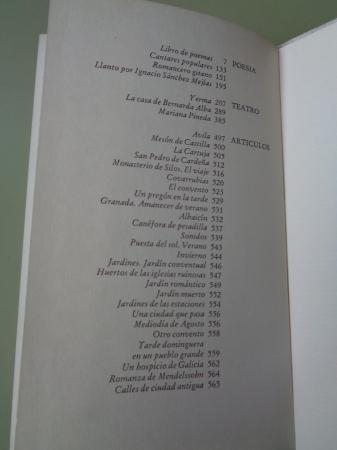 Libro de poemas 7 POESIA
Cantares populares 133
Romancero gitano 151
Llanto por Ignacio Sánchez Mejías 195
Yerma 207 TEATRO
La casa de Bernarda Alba 289
Mariana Pineda 385
Avila 497 ARTICULOS
Mesón de Castilla 500
La Cartuja 505
San Pedro de Cardeña 512
Monasterio de Silos. El viaje 516
Covarrubias 520
El convento 523
Un pregón en la tarde 529
Granada. Amanecer de verano 531
Albaicín 532
Canéfora de pesadilla 537
Sonidos 539
Puesta del sol. Verano 543
Invierno 544
Jardines. Jardín conventual 546
Huertos de las iglesias ruinosas 547
Jardín romántico 549
Jardín muerto 552
Jardines de las estaciones 554
Una ciudad que pasa 556
Mediodía de Agosto 556
Otro convento 558
Tarde dominguera
en un pueblo grande 559
Un hospicio de Galicia 562
Romanza de Mendelssohn 564
Calles de ciudad antigua 565